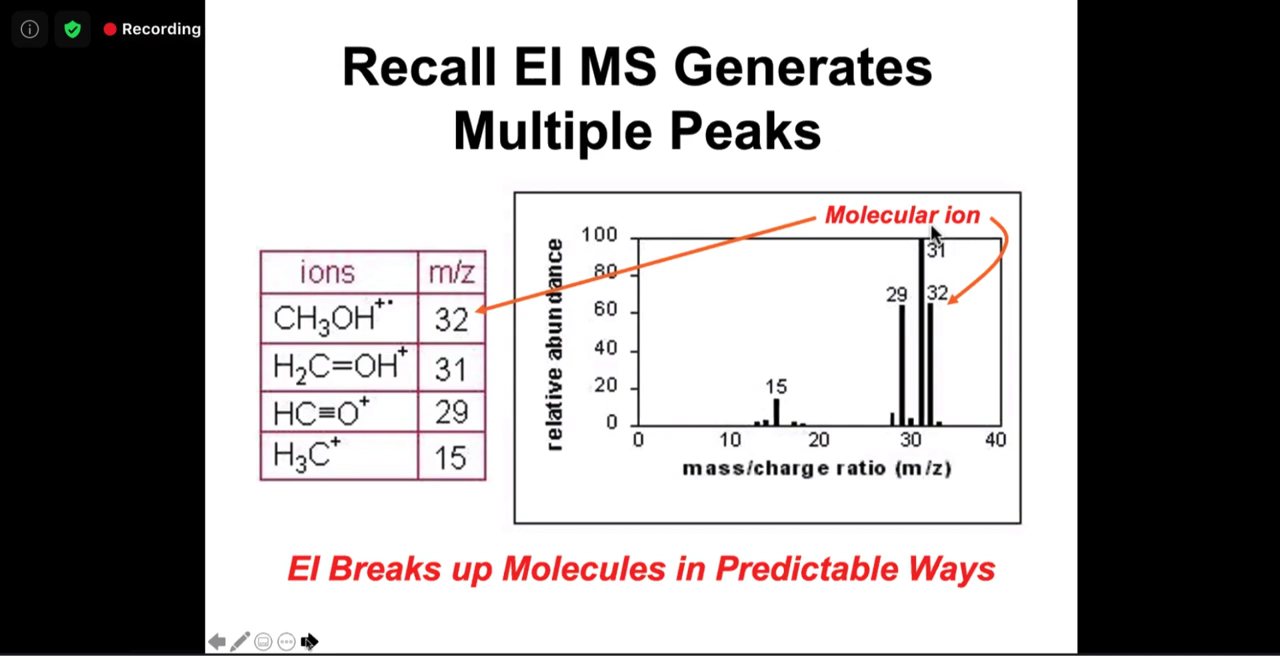 Recording
Recall EI MS Generates
Multiple Peaks
ions m/z
CH₃OH⁺· 32
H₂C=OH⁺ 31
HC≡O⁺ 29
H₃C⁺ 15
Molecular ion
relative abundance
100
80
60
40
20
0
31
29 32
15
0 10 20 30 40
mass/charge ratio (m/z)
EI Breaks up Molecules in Predictable Ways